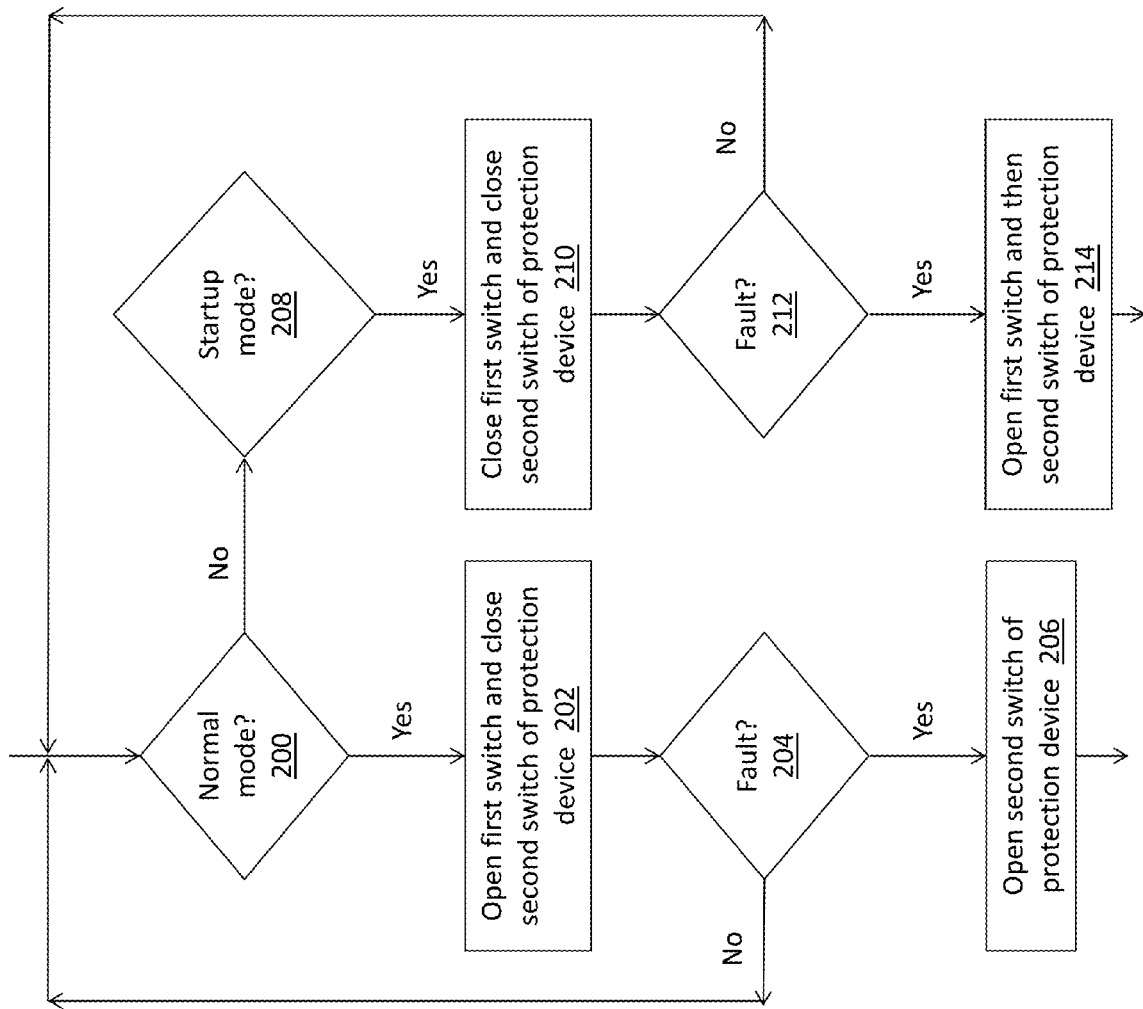 Normal
mode?
200
No
Yes
Open first switch and close
second switch of protection
device 202
Fault?
204
No
Yes
Open second switch of
protection device 206
Startup
mode?
208
Yes
Close first switch and close
second switch of protection
device 210
Fault?
212
No
Yes
Open first switch and then
second switch of protection
device 214